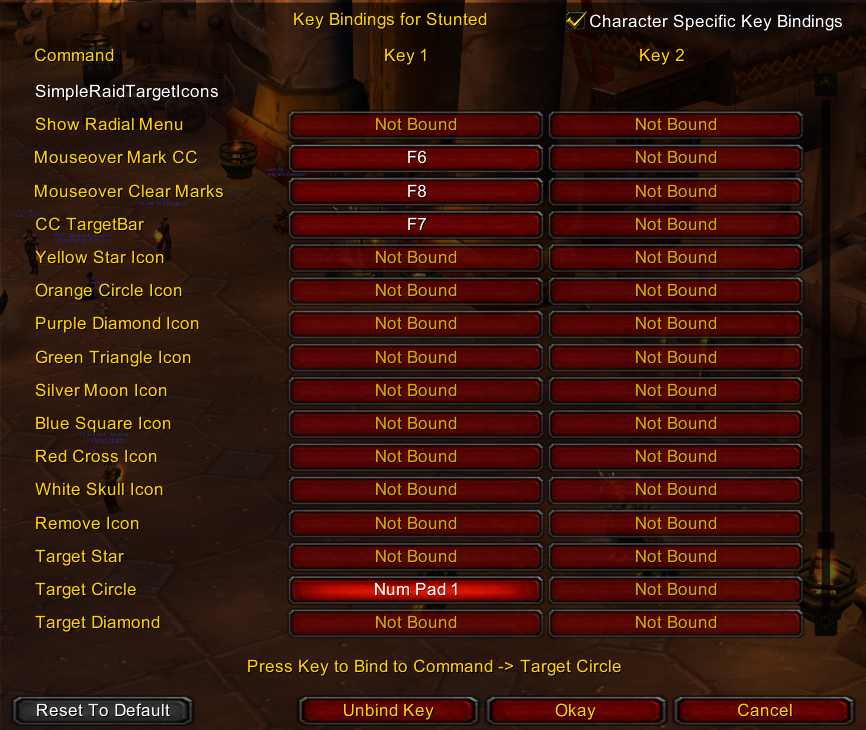 Key Bindings for Stunted
Character Specific Key Bindings
Command Key 1 Key 2
SimpleRaidTargetIcons
Show Radial Menu Not Bound Not Bound
Mouseover Mark CC F6 Not Bound
Mouseover Clear Marks F8 Not Bound
CC TargetBar F7 Not Bound
Yellow Star Icon Not Bound Not Bound
Orange Circle Icon Not Bound Not Bound
Purple Diamond Icon Not Bound Not Bound
Green Triangle Icon Not Bound Not Bound
Silver Moon Icon Not Bound Not Bound
Blue Square Icon Not Bound Not Bound
Red Cross Icon Not Bound Not Bound
White Skull Icon Not Bound Not Bound
Remove Icon Not Bound Not Bound
Target Star Not Bound Not Bound
Target Circle Num Pad 1 Not Bound
Target Diamond Not Bound Not Bound
Press Key to Bind to Command -> Target Circle
Reset To Default Unbind Key Okay Cancel